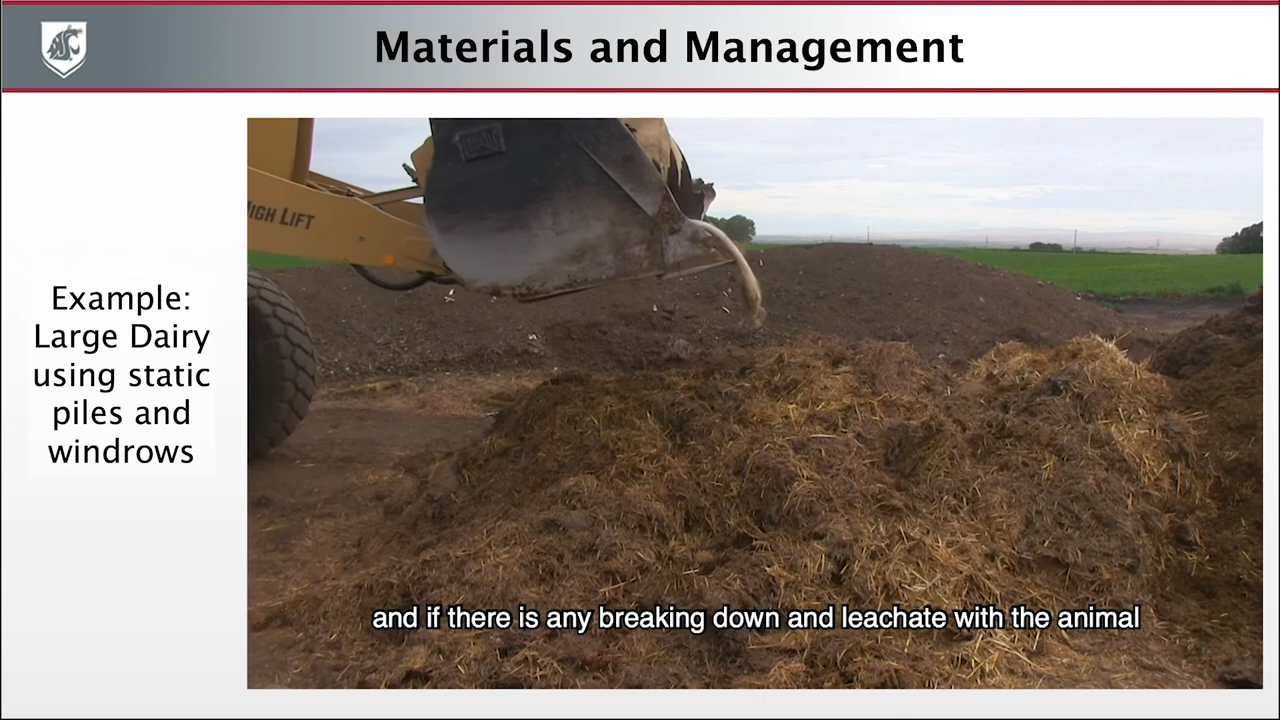 Materials and Management
HIGH LIFT
Example:
Large Dairy
using static
piles and
windrows
and if there is any breaking down and leachate with the animal